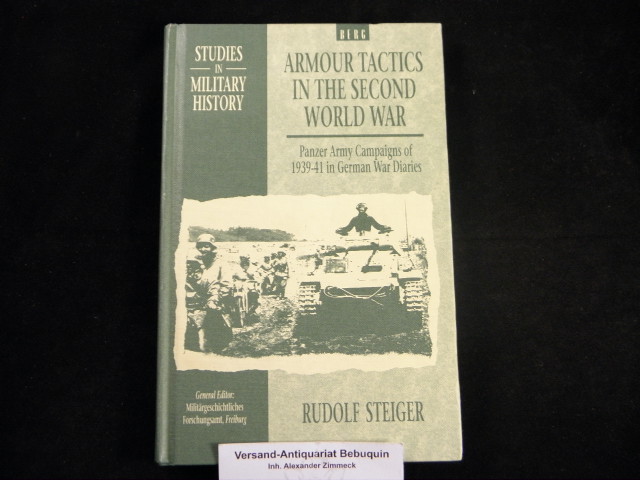 BERG
STUDIES
IN
MILITARY
HISTORY
ARMOUR TACTICS
IN THE SECOND
WORLD WAR
Panzer Army Campaigns of
1939-41 in German War Diaries
General Editor:
Militärgeschichtliches
Forschungsamt, Freiburg
RUDOLF STEIGER
Versand-Antiquariat Bebuquin
Inh. Alexander Zimmeck